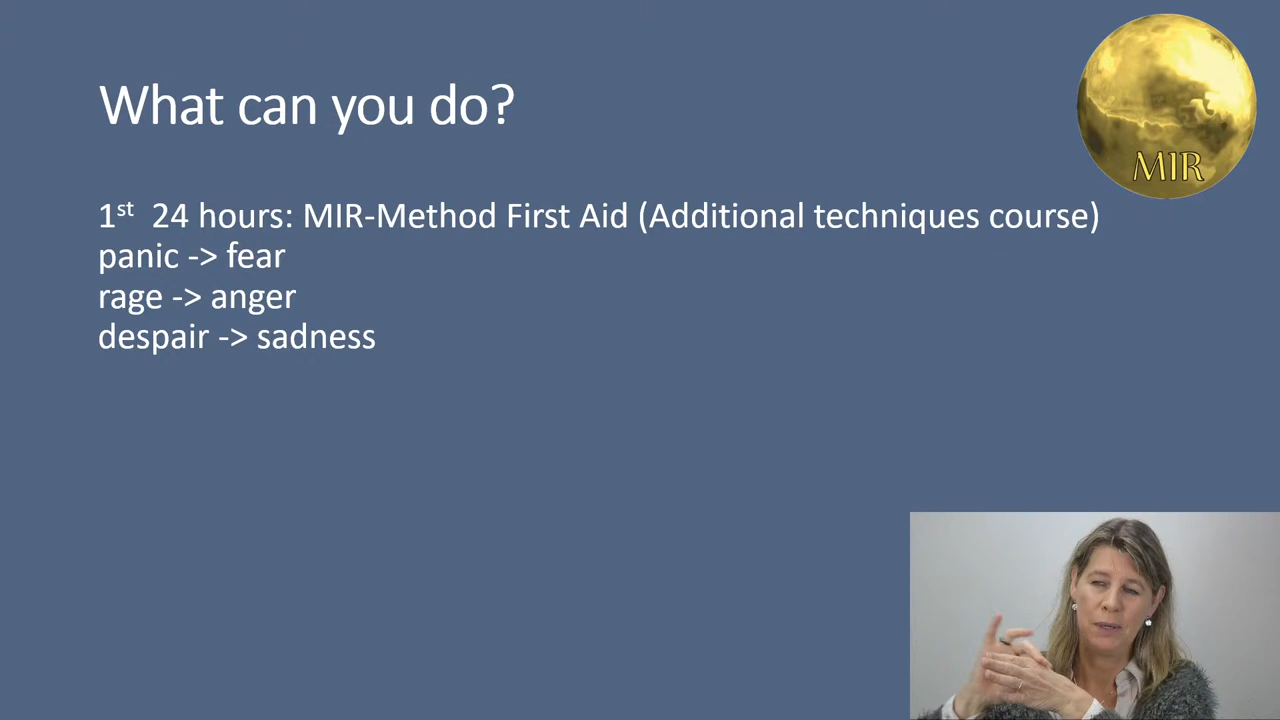 What can you do?
MIR
1st 24 hours: MIR-Method First Aid (Additional techniques course)
panic -> fear
rage -> anger
despair -> sadness